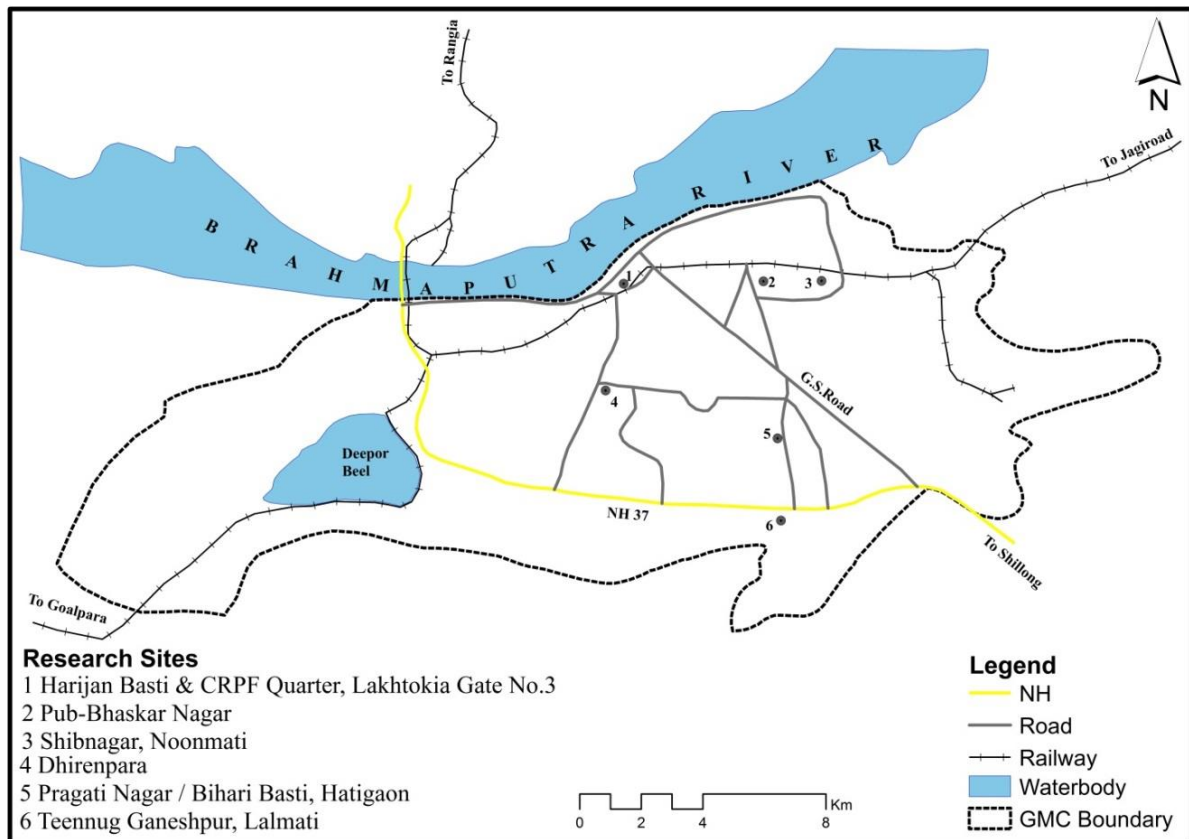 To Rangia
N
To Jagiroad
BRAHMAPUTRA RIVER
1
2
3
G.S.Road
4
5
Deepor
Beel
NH 37
6
To Shillong
To Goalpara
Research Sites
1 Harijan Basti & CRPF Quarter, Lakhtokia Gate No.3
2 Pub-Bhaskar Nagar
3 Shibnagar, Noonmati
4 Dhirenpara
5 Pragati Nagar / Bihari Basti, Hatigaon
6 Teennug Ganeshpur, Lalmati
Km
0 2 4 8
Legend
NH
Road
Railway
Waterbody
GMC Boundary